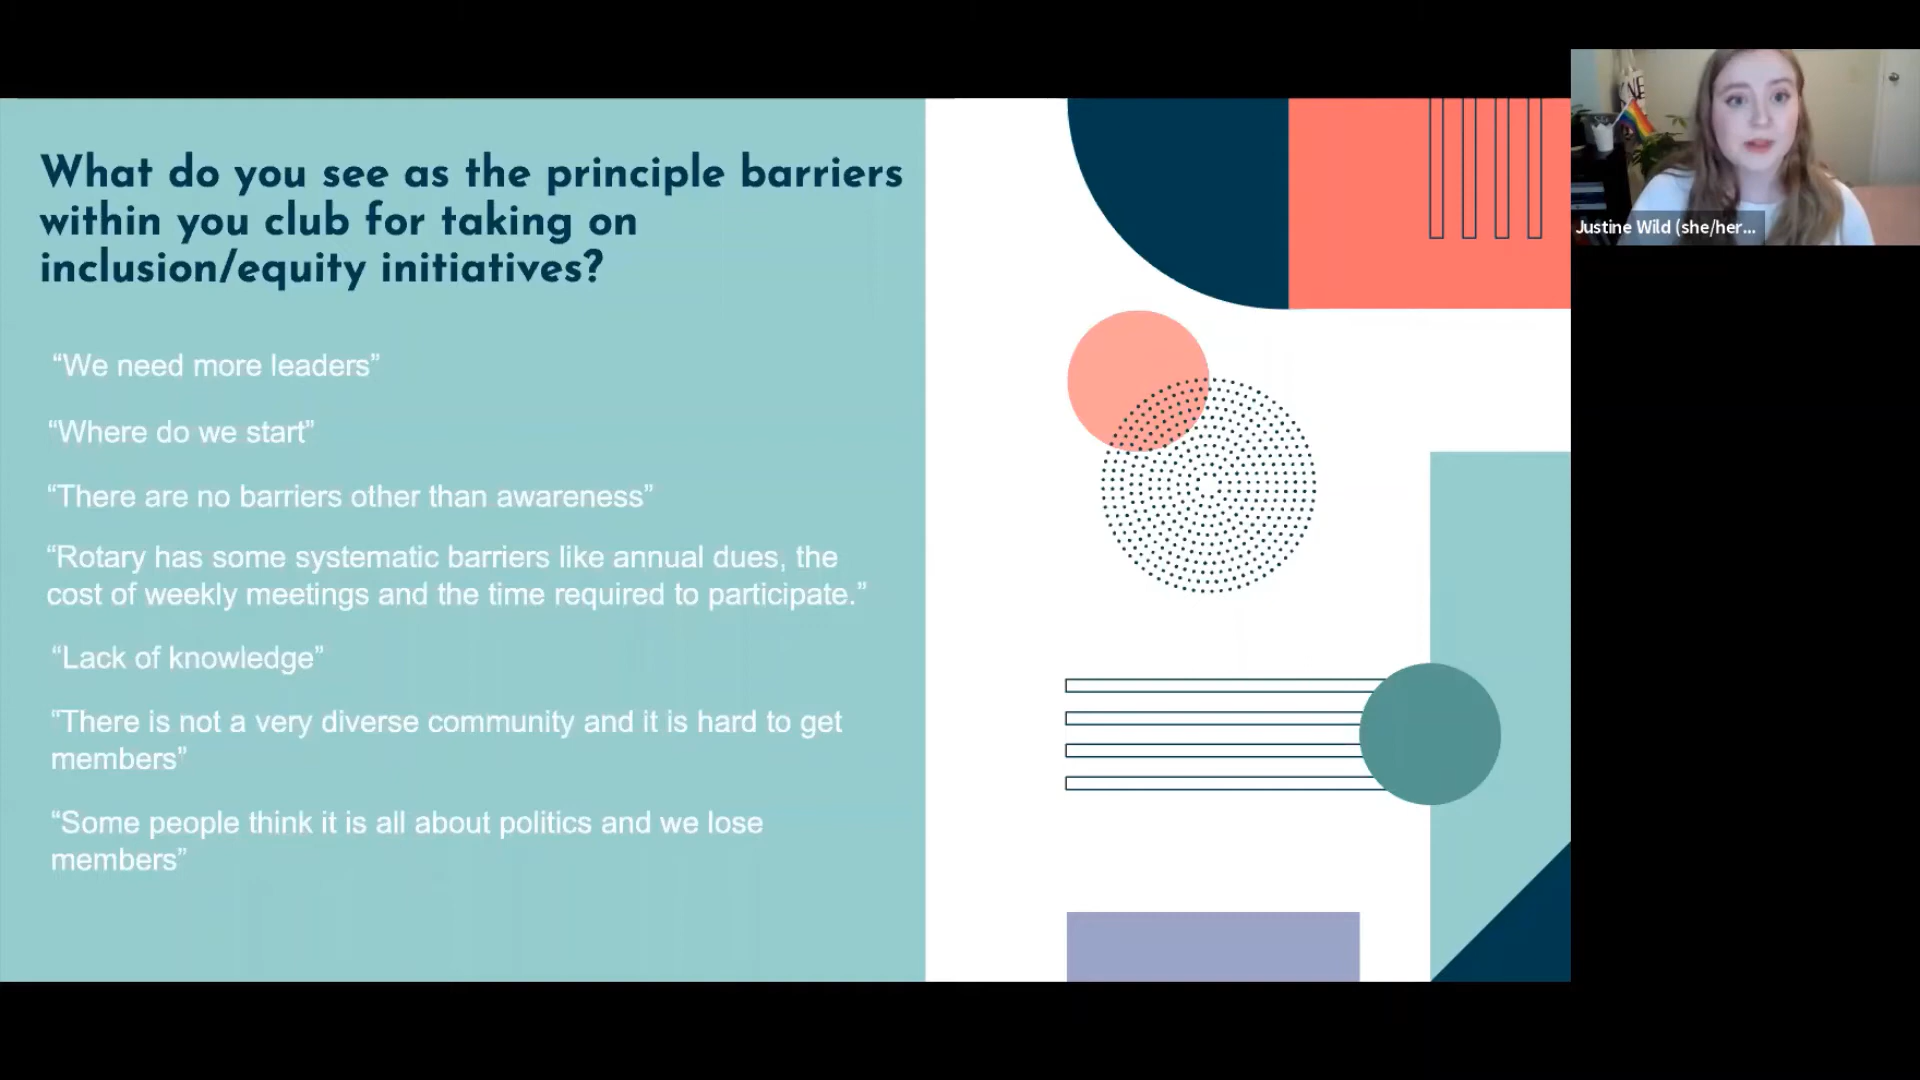 What do you see as the principle barriers
within you club for taking on
inclusion/equity initiatives?
“We need more leaders”
“Where do we start”
“There are no barriers other than awareness”
“Rotary has some systematic barriers like annual dues, the
cost of weekly meetings and the time required to participate.”
“Lack of knowledge”
“There is not a very diverse community and it is hard to get
members”
“Some people think it is all about politics and we lose
members”
Justine Wild (she/her...